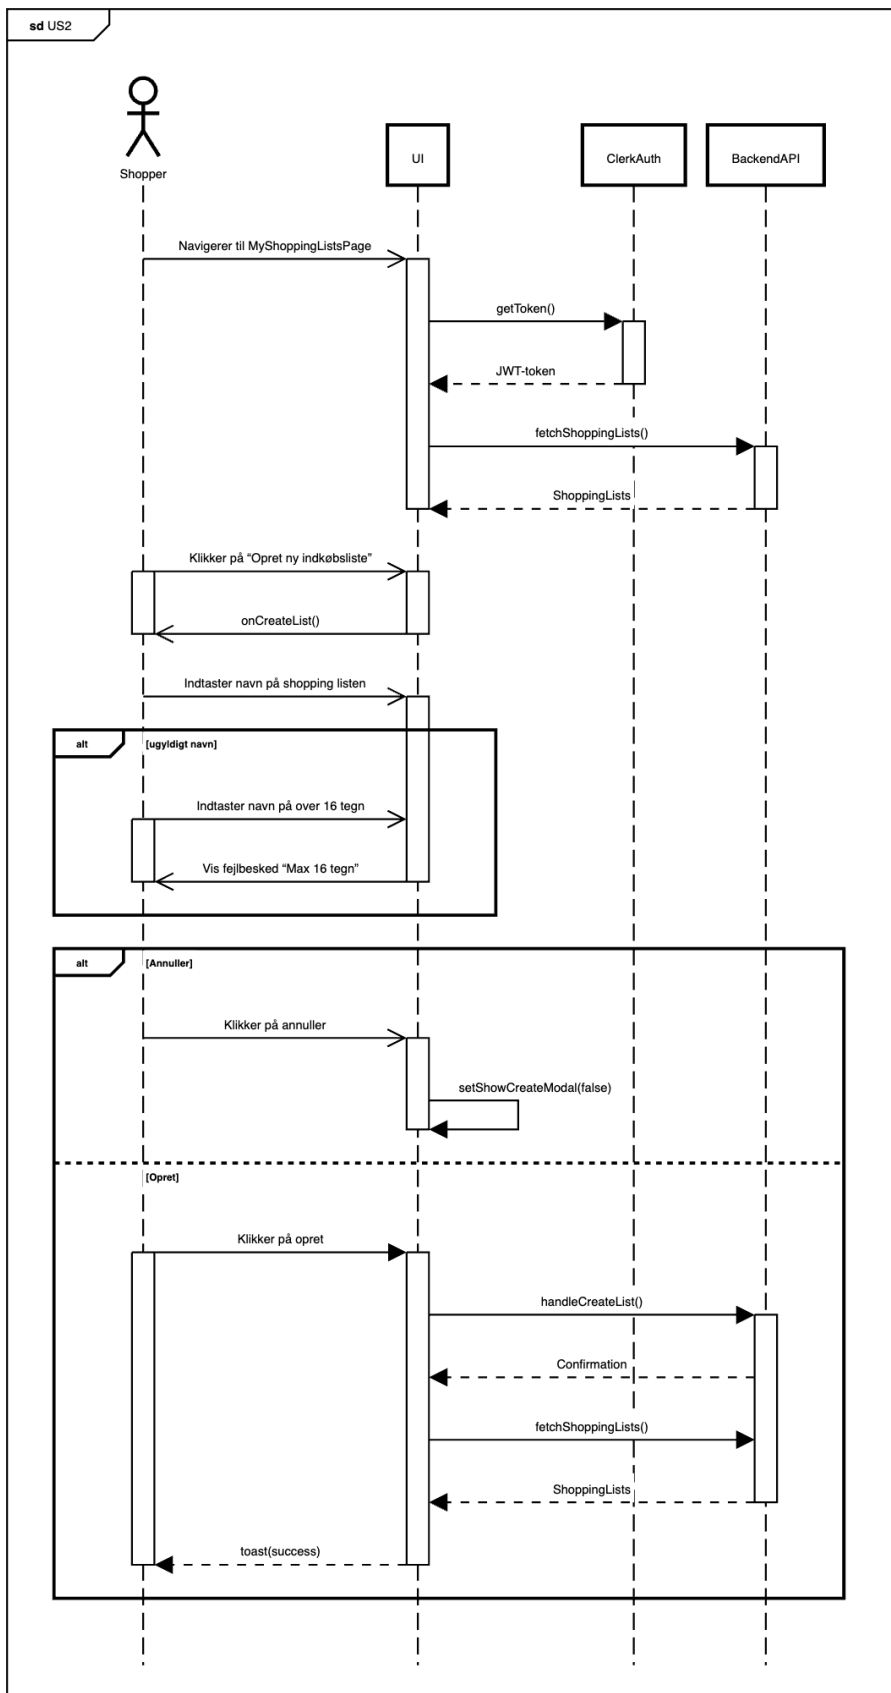 sd US2
Shopper
UI
ClerkAuth
BackendAPI
Navigerer til MyShoppingListsPage
getToken()
JWT-token
fetchShoppingLists()
ShoppingLists
Klikker på “Opret ny indkøbsliste”
onCreateList()
Indtaster navn på shopping listen
alt
[ugyldigt navn]
Indtaster navn på over 16 tegn
Vis fejlbesked “Max 16 tegn”
alt
[Annuller]
Klikker på annuller
setShowCreateModal(false)
[Opret]
Klikker på opret
handleCreateList()
Confirmation
fetchShoppingLists()
ShoppingLists
toast(success)